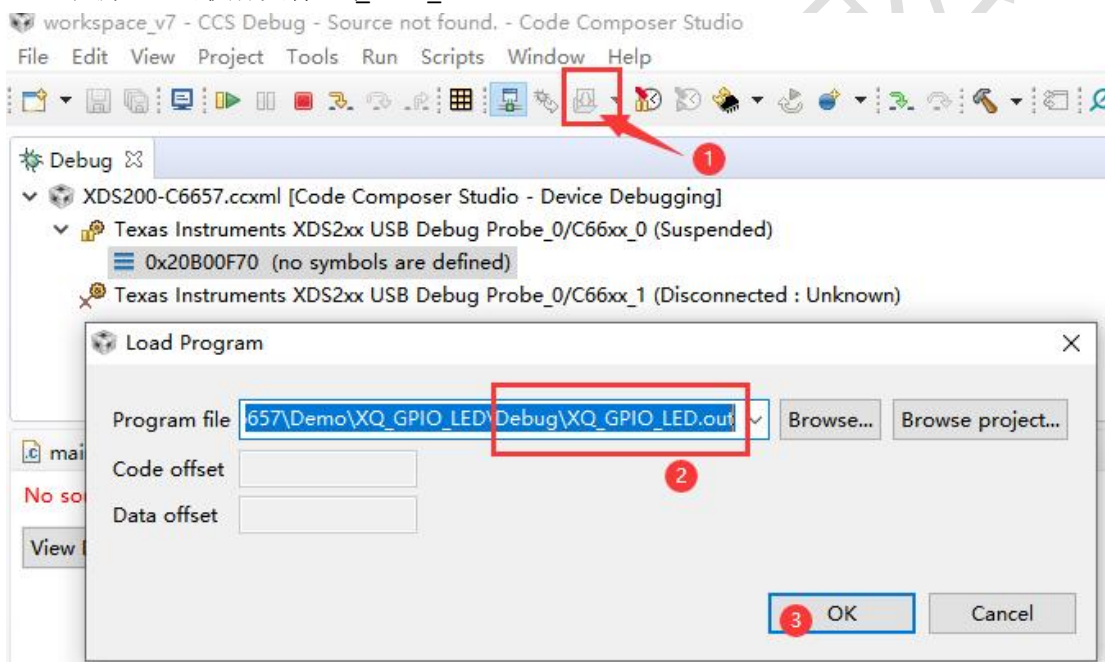 workspace_v7 - CCS Debug - Source not found. - Code Composer Studio
File Edit View Project Tools Run Scripts Window Help
1
Debug
XDS200-C6657.ccxml [Code Composer Studio - Device Debugging]
Texas Instruments XDS2xx USB Debug Probe_0/C66xx_0 (Suspended)
0x20B00F70 (no symbols are defined)
Texas Instruments XDS2xx USB Debug Probe_0/C66xx_1 (Disconnected : Unknown)
Load Program
Program file 657\Demo\XQ_GPIO_LED\Debug\XQ_GPIO_LED.out Browse... Browse project...
2
.c mai
Code offset
No so
Data offset
View
3 OK Cancel